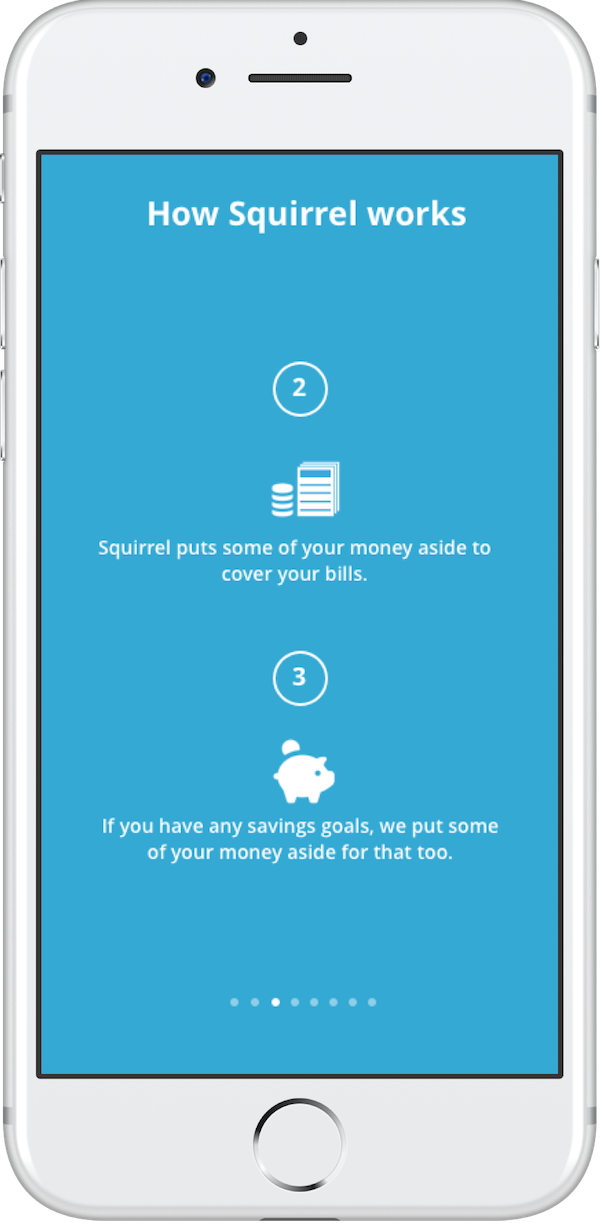 How Squirrel works
2
Squirrel puts some of your money aside to
cover your bills.
3
If you have any savings goals, we put some
of your money aside for that too.